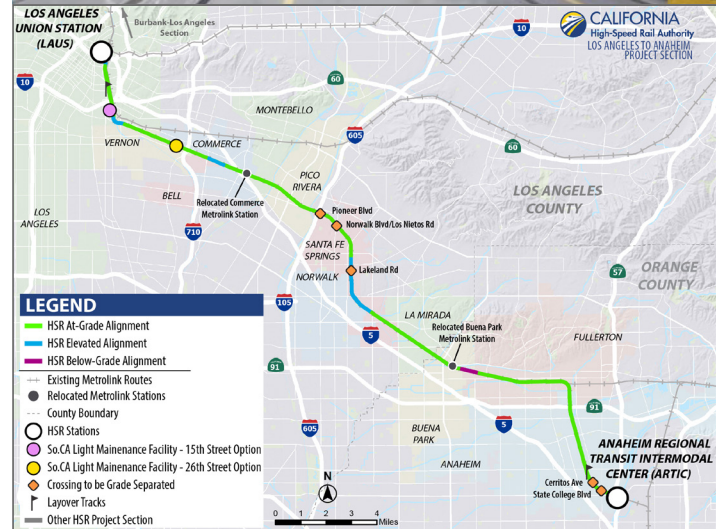 LOS ANGELES
UNION STATION
(LAUS)
Burbank-Los Angeles
Section
CALIFORNIA
High-Speed Rail Authority
LOS ANGELES TO ANAHEIM
PROJECT SECTION
10
5
10
60
MONTEBELLO
605
60
VERNON
COMMERCE
PICO
RIVERA
BELL
Relocated Commerce
Metrolink Station
LOS
ANGELES
710
Pioneer Blvd
Norwalk Blvd/Los Nietos Rd
LOS ANGELES
COUNTY
SANTA FE
SPRINGS
NORWALK
Lakeland Rd
57
ORANGE
COUNTY
105
5
LA MIRADA
Relocated Buena Park
Metrolink Station
FULLERTON
91
91
605
BUENA
PARK
5
ANAHEIM
ANAHEIM REGIONAL
TRANSIT INTERMODAL
CENTER (ARTIC)
Cerritos Ave
State College Blvd
LEGEND
HSR At-Grade Alignment
HSR Elevated Alignment
HSR Below-Grade Alignment
Existing Metrolink Routes
Relocated Metrolink Stations
County Boundary
HSR Stations
So.CA Light Mainenance Facility - 15th Street Option
So.CA Light Mainenance Facility - 26th Street Option
Crossing to be Grade Separated
Layover Tracks
Other HSR Project Section
N
0 1 2 3 4
Miles